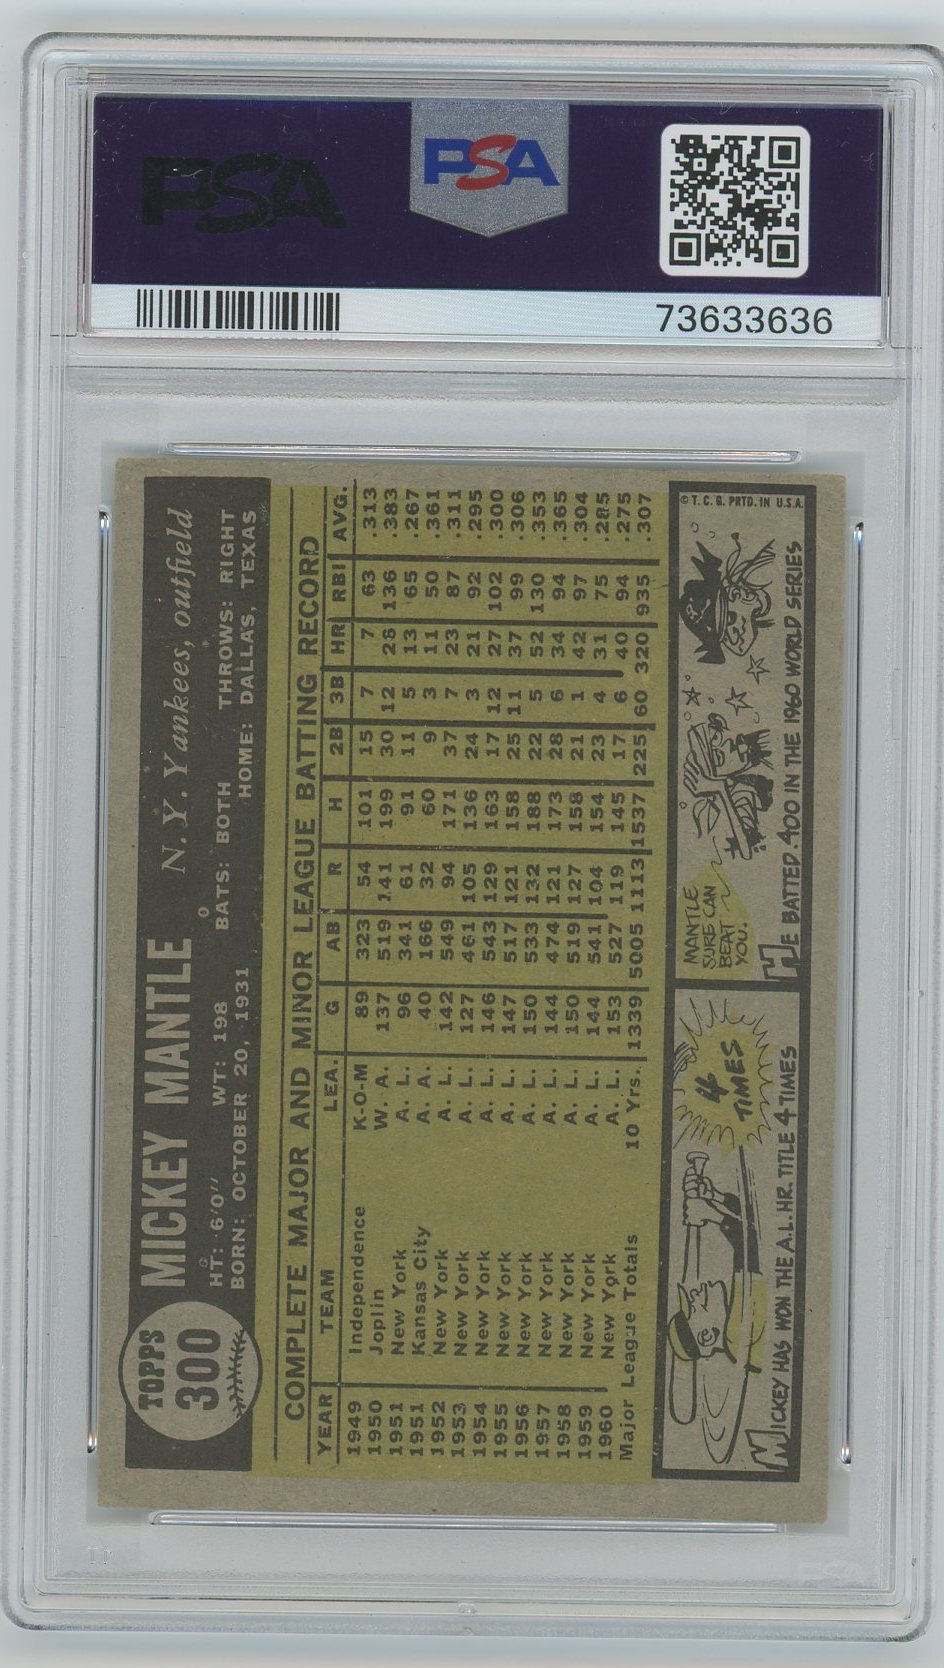 PSA
PSA
73633636
TOPPS
300
MICKEY MANTLE N.Y. Yankees, outfield
HT: 6'0" WT: 198 BATS: BOTH THROWS: RIGHT
BORN: OCTOBER 20, 1931 HOME: DALLAS, TEXAS
COMPLETE MAJOR AND MINOR LEAGUE BATTING RECORD
YEAR TEAM LEA. G AB R H 2B 3B HR RBI AVG.
1949 Independence K-O-M 89 323 54 101 15 7 7 63 .313
1950 Joplin W. A. 137 519 141 199 30 12 26 136 .383
1951 New York A. L. 96 341 61 91 11 5 13 65 .267
1951 Kansas City A. A. 40 166 32 60 9 3 11 50 .361
1952 New York A. L. 142 549 94 171 37 7 23 87 .311
1953 New York A. L. 127 461 105 136 24 3 21 92 .295
1954 New York A. L. 146 543 129 163 17 12 27 102 .300
1955 New York A. L. 147 517 121 158 25 11 37 99 .306
1956 New York A. L. 150 533 132 188 22 5 52 130 .353
1957 New York A. L. 144 474 121 173 28 6 34 94 .365
1958 New York A. L. 150 519 127 158 21 1 42 97 .304
1959 New York A. L. 144 541 104 154 23 4 31 75 .285
1960 New York A. L. 153 527 119 145 17 6 40 94 .275
Major League Totals 10 Yrs. 1339 5005 1113 1537 225 60 320 935 .307
4 TIMES
MICKEY HAS WON THE A.L. HR. TITLE 4 TIMES
MANTLE
SURE CAN
BEAT
YOU.
HE BATTED .400 IN THE 1960 WORLD SERIES
© T. C. G. PRTD. IN U.S.A.